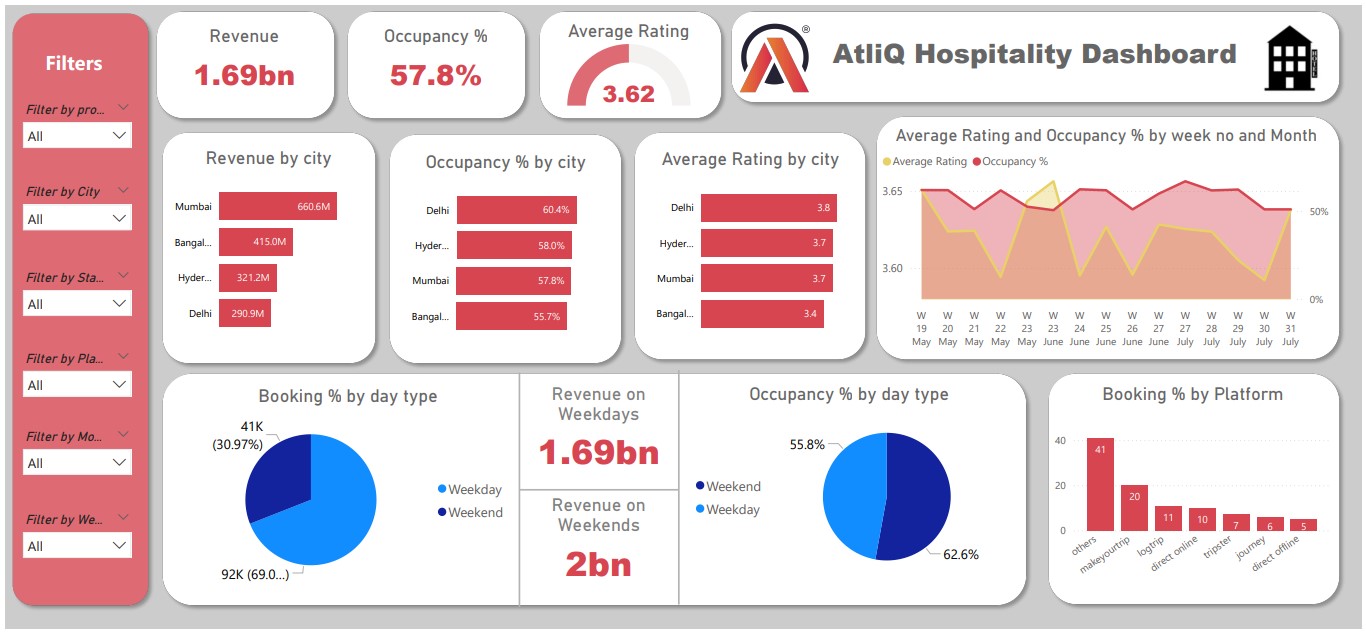 Filters
Filter by pro...
All
Filter by City
All
Filter by Sta...
All
Filter by Pla...
All
Filter by Mo...
All
Filter by We...
All
Revenue
1.69bn
Occupancy %
57.8%
Average Rating
3.62
®
AtliQ Hospitality Dashboard
Revenue by city
Mumbai 660.6M
Bangal... 415.0M
Hyder... 321.2M
Delhi 290.9M
Occupancy % by city
Delhi 60.4%
Hyder... 58.0%
Mumbai 57.8%
Bangal... 55.7%
Average Rating by city
Delhi 3.8
Hyder... 3.7
Mumbai 3.7
Bangal... 3.4
Average Rating and Occupancy % by week no and Month
Average Rating Occupancy %
3.65
50%
3.60
0%
W W W W W W W W W W W W W W W
19 20 21 22 23 23 24 25 26 27 27 28 29 30 31
May May May May May June June June June June July July July July July
Booking % by day type
41K
(30.97%)
92K (69.0...)
Weekday
Weekend
Revenue on
Weekdays
1.69bn
Revenue on
Weekends
2bn
Occupancy % by day type
Weekend
Weekday
55.8%
62.6%
Booking % by Platform
40
20
0
41 20 11 10 7 6 5
others
makeyourtrip
logtrip
direct online
tripster
journey
direct offline